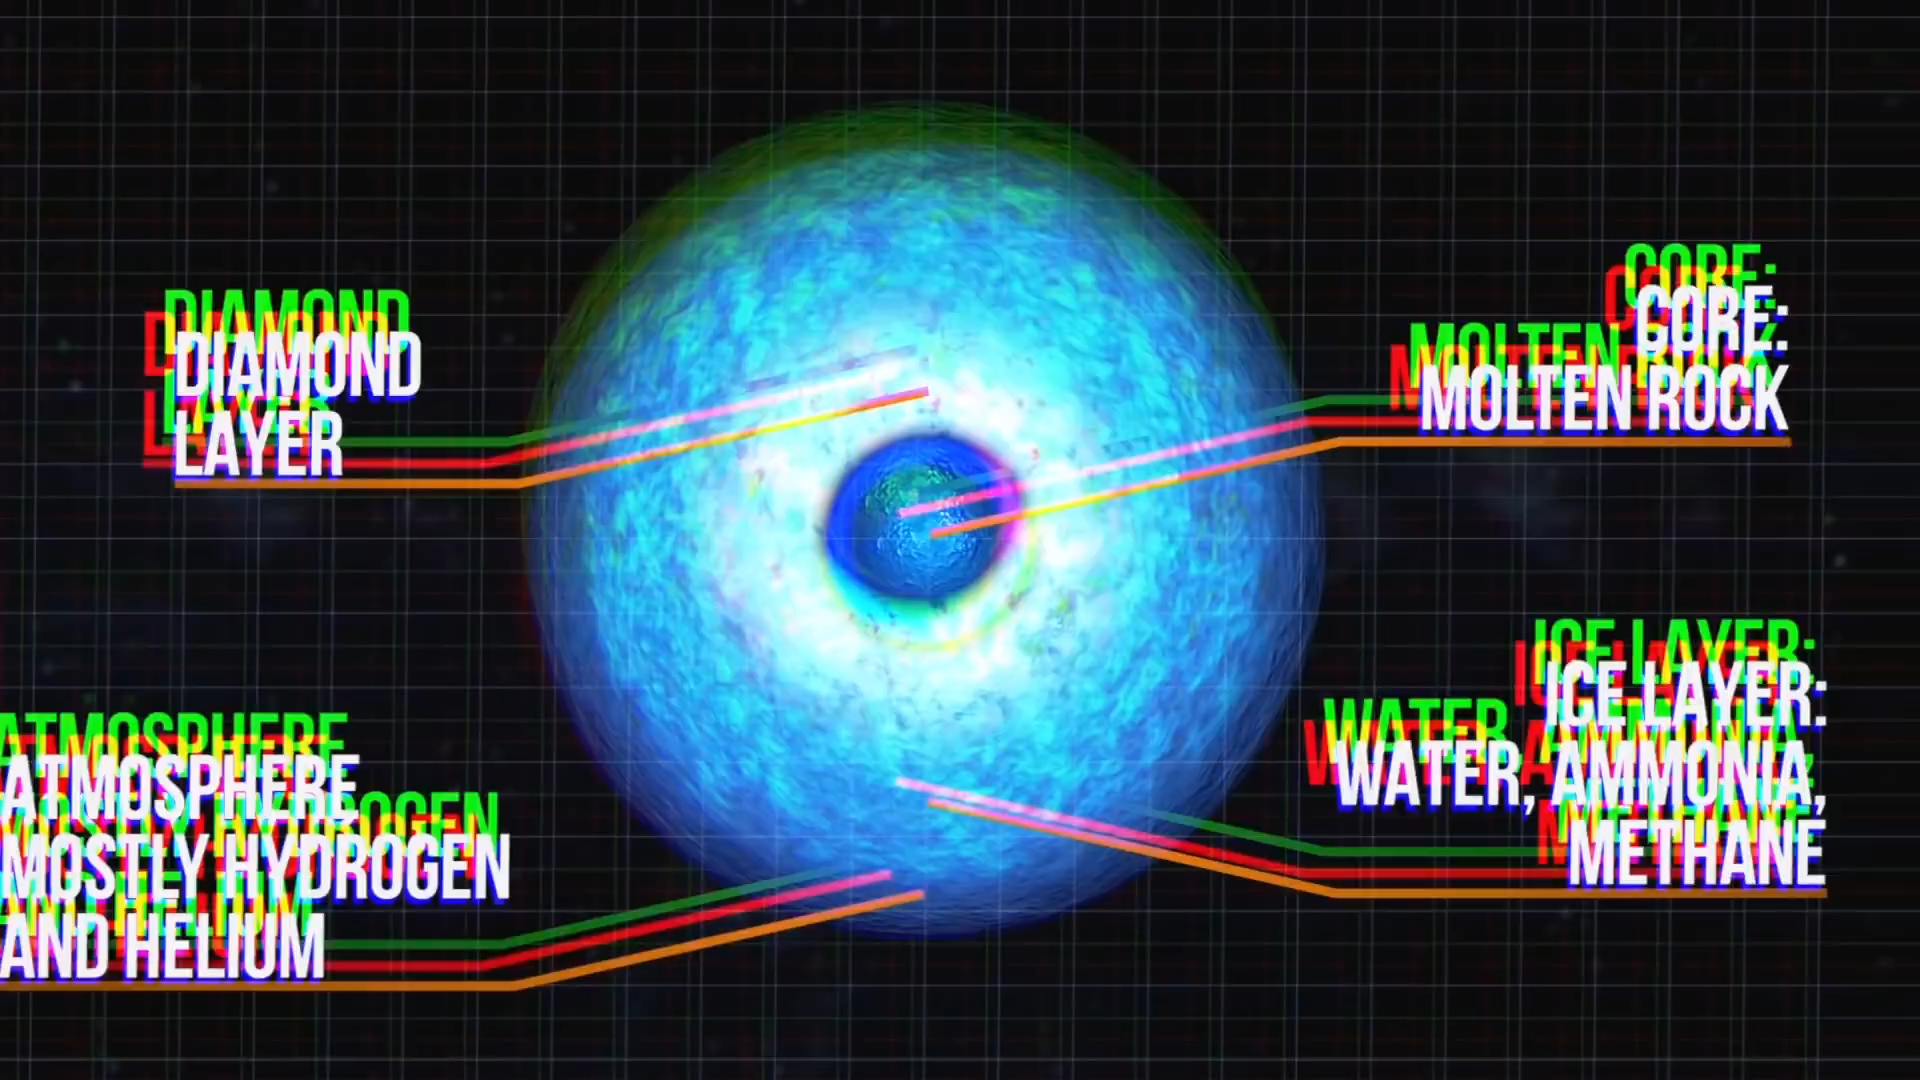 DIAMOND
LAYER
CORE:
MOLTEN ROCK
ATMOSPHERE
MOSTLY HYDROGEN
AND HELIUM
ICE LAYER:
WATER, AMMONIA,
METHANE